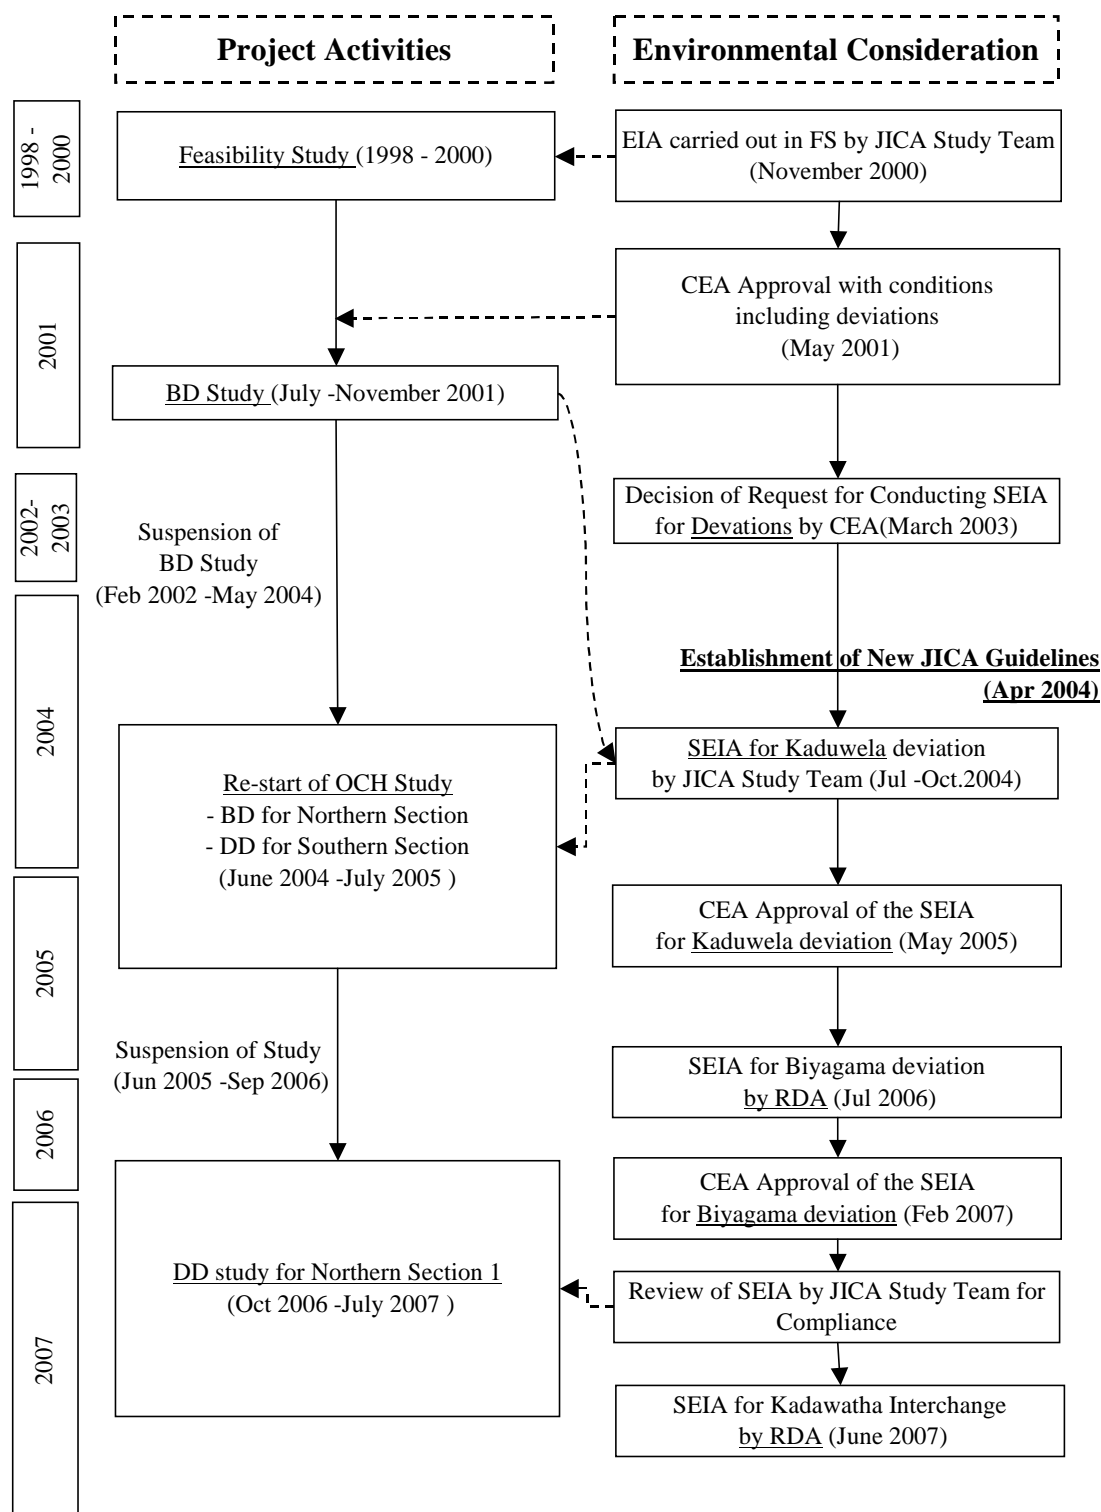 Project Activities
Environmental Consideration
1998 -
2000
Feasibility Study (1998 - 2000)
EIA carried out in FS by JICA Study Team
(November 2000)
2001
CEA Approval with conditions
including deviations
(May 2001)
BD Study (July -November 2001)
2002-
2003
Suspension of
BD Study
(Feb 2002 -May 2004)
Decision of Request for Conducting SEIA
for Devations by CEA(March 2003)
Establishment of New JICA Guidelines
(Apr 2004)
2004
Re-start of OCH Study
- BD for Northern Section
- DD for Southern Section
(June 2004 -July 2005 )
SEIA for Kaduwela deviation
by JICA Study Team (Jul -Oct.2004)
2005
CEA Approval of the SEIA
for Kaduwela deviation (May 2005)
Suspension of Study
(Jun 2005 -Sep 2006)
SEIA for Biyagama deviation
by RDA (Jul 2006)
2006
CEA Approval of the SEIA
for Biyagama deviation (Feb 2007)
2007
DD study for Northern Section 1
(Oct 2006 -July 2007 )
Review of SEIA by JICA Study Team for
Compliance
SEIA for Kadawatha Interchange
by RDA (June 2007)